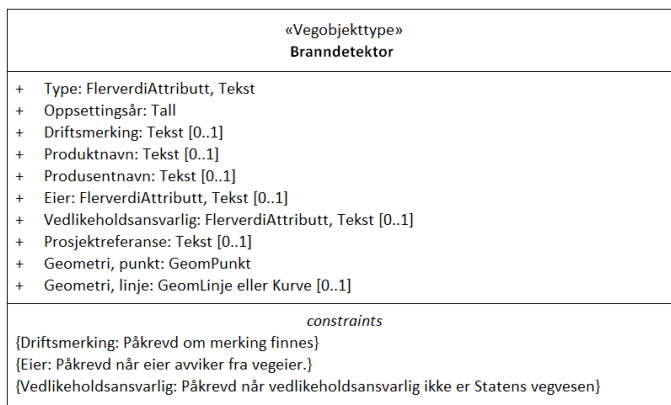 «Vegobjekttype»
Branndetektor
+ Type: FlerverdiAttributt, Tekst
+ Oppsettingsår: Tall
+ Driftsmerking: Tekst [0..1]
+ Produktnavn: Tekst [0..1]
+ Produsentnavn: Tekst [0..1]
+ Eier: FlerverdiAttributt, Tekst [0..1]
+ Vedlikeholdsansvarlig: FlerverdiAttributt, Tekst [0..1]
+ Prosjektreferanse: Tekst [0..1]
+ Geometri, punkt: GeomPunkt
+ Geometri, linje: GeomLinje eller Kurve [0..1]
constraints
{Driftsmerking: Påkrevd om merking finnes}
{Eier: Påkrevd når eier avviker fra vegeier.}
{Vedlikeholdsansvarlig: Påkrevd når vedlikeholdsansvarlig ikke er Statens vegvesen}